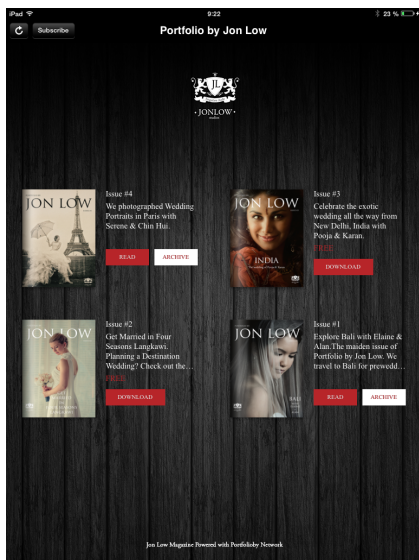 iPad 9:22 23 %
Subscribe
Portfolio by Jon Low
JL
· JONLOW ·
JON LOW
Issue #4
We photographed Wedding
Portraits in Paris with
Serene & Chin Hui.
READ
ARCHIVE
JON LOW
INDIA
Issue #3
Celebrate the exotic
wedding all the way from
New Delhi, India with
Pooja & Karan.
FREE
DOWNLOAD
JON LOW
Issue #2
Get Married in Four
Seasons Langkawi.
Planning a Destination
Wedding? Check out the…
FREE
DOWNLOAD
JON LOW
BALI
Issue #1
Explore Bali with Elaine &
Alan.The maiden issue of
Portfolio by Jon Low. We
travel to Bali for prewedd…
READ
ARCHIVE
Jon Low Magazine Powered with Portfolioby Network